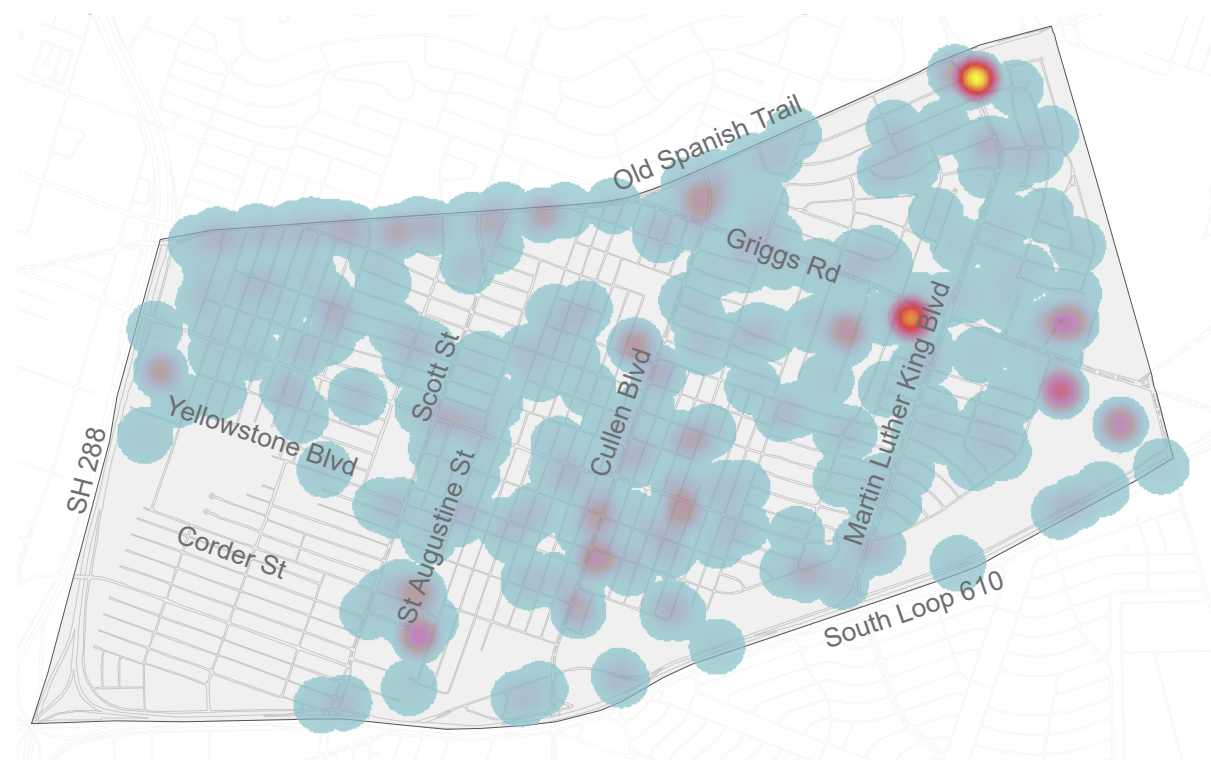 Old Spanish Trail
Griggs Rd
Scott St
Cullen Blvd
Martin Luther King Blvd
Yellowstone Blvd
SH 288
St Augustine St
Corder St
South Loop 610